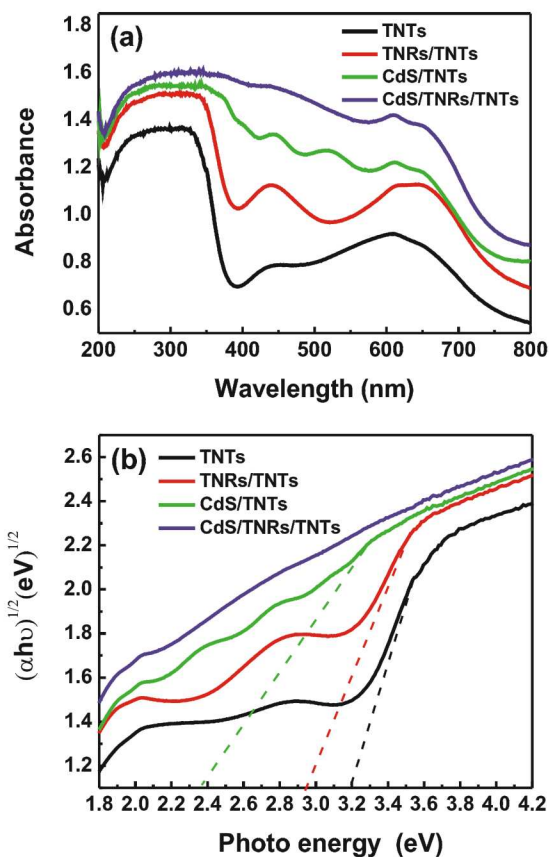 (a)
TNTs
TNRs/TNTs
CdS/TNTs
CdS/TNRs/TNTs
Absorbance
1.8
1.6
1.4
1.2
1.0
0.8
0.6
200 300 400 500 600 700 800
Wavelength (nm)
(b)
TNTs
TNRs/TNTs
CdS/TNTs
CdS/TNRs/TNTs
(αhυ)^1/2(eV)^1/2
2.6
2.4
2.2
2.0
1.8
1.6
1.4
1.2
1.8 2.0 2.2 2.4 2.6 2.8 3.0 3.2 3.4 3.6 3.8 4.0 4.2
Photo energy (eV)